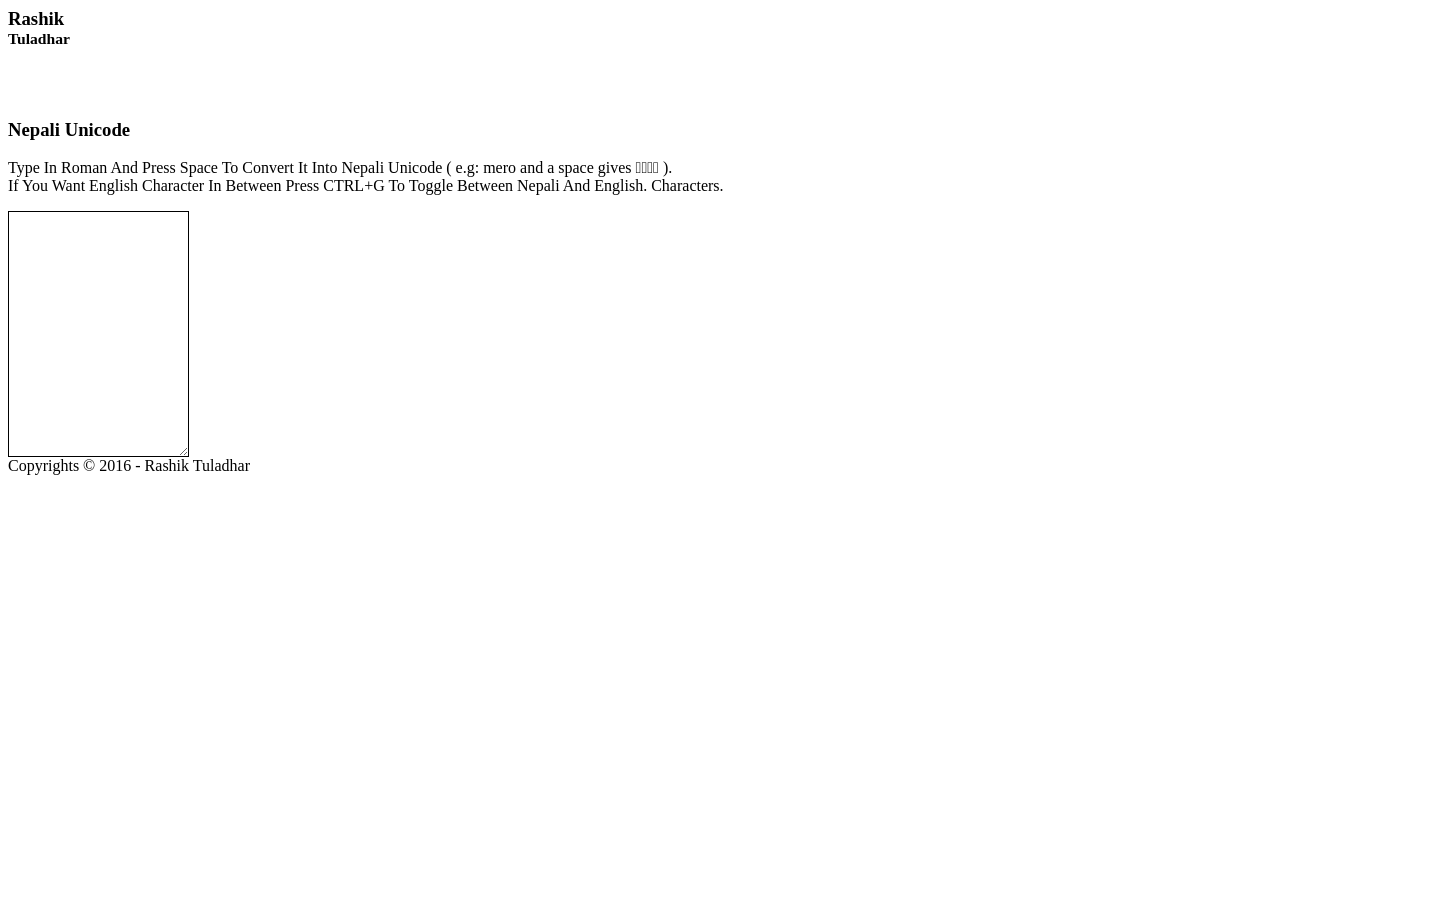 Rashik
Tuladhar
Nepali Unicode
Type In Roman And Press Space To Convert It Into Nepali Unicode ( e.g: mero and a space gives ).
If You Want English Character In Between Press CTRL+G To Toggle Between Nepali And English. Characters.
Copyrights © 2016 - Rashik Tuladhar